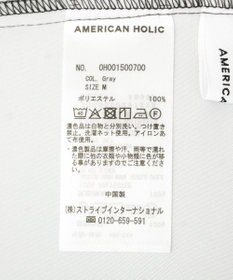 AMERICAN HOLIC
NO. 0H001500700
COL. Gray
SIZE M
ポリエステル 100%
濃色品は白物と分別洗い。つけ置き
禁止。洗濯ネット使用。アイロンあ
て布使用。
・濃色製品は摩擦や汗、雨等で濡れ
た際に他の衣類や小物類に色が移
る事が有りますのでご注意下さ
い。
中国製
(株)ストライプインターナショナル
0120-659-591
AMERICAN HOLIC